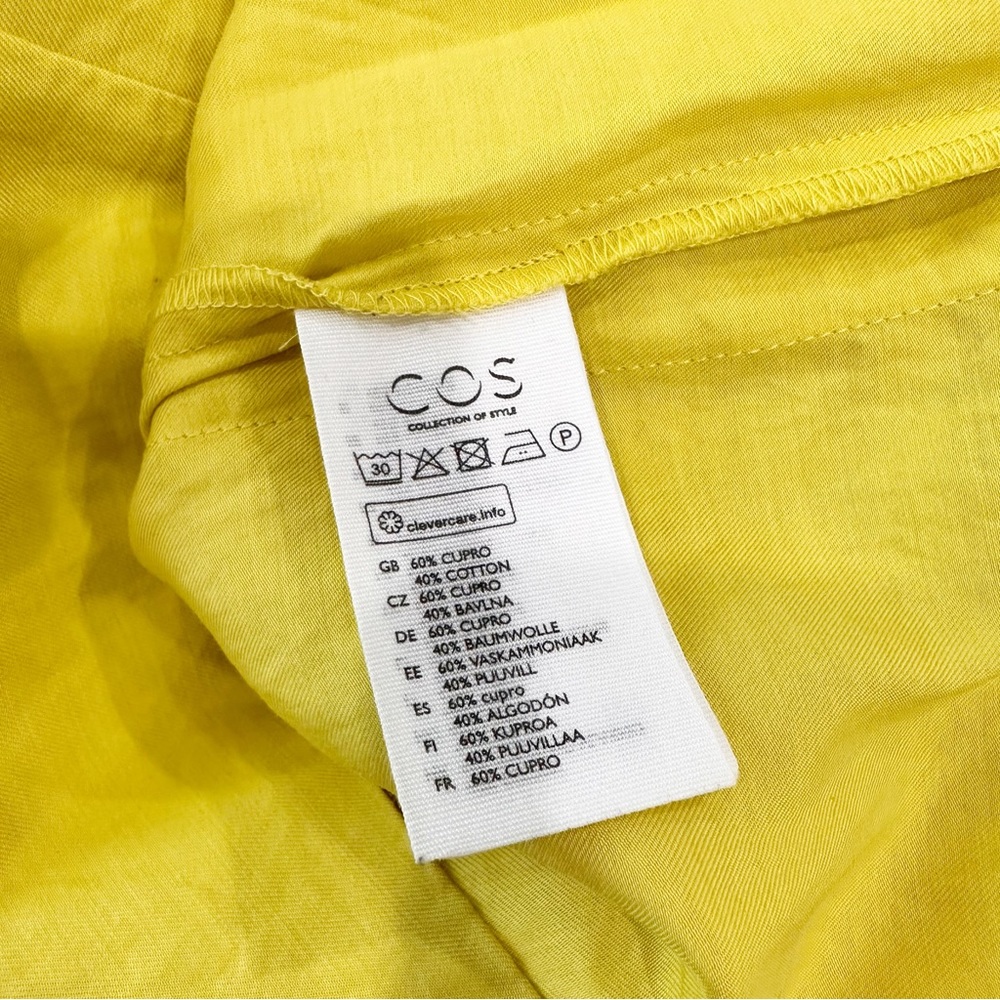 COS
COLLECTION OF STYLE
30 P
clevercare.info
GB 60% CUPRO
40% COTTON
CZ 60% CUPRO
40% BAVLNA
DE 60% CUPRO
40% BAUMWOLLE
EE 60% VASKAMMONIAAK
40% PUUVILL
ES 60% cupro
40% ALGODÓN
FI 60% KUPROA
40% PUUVILLAA
FR 60% CUPRO